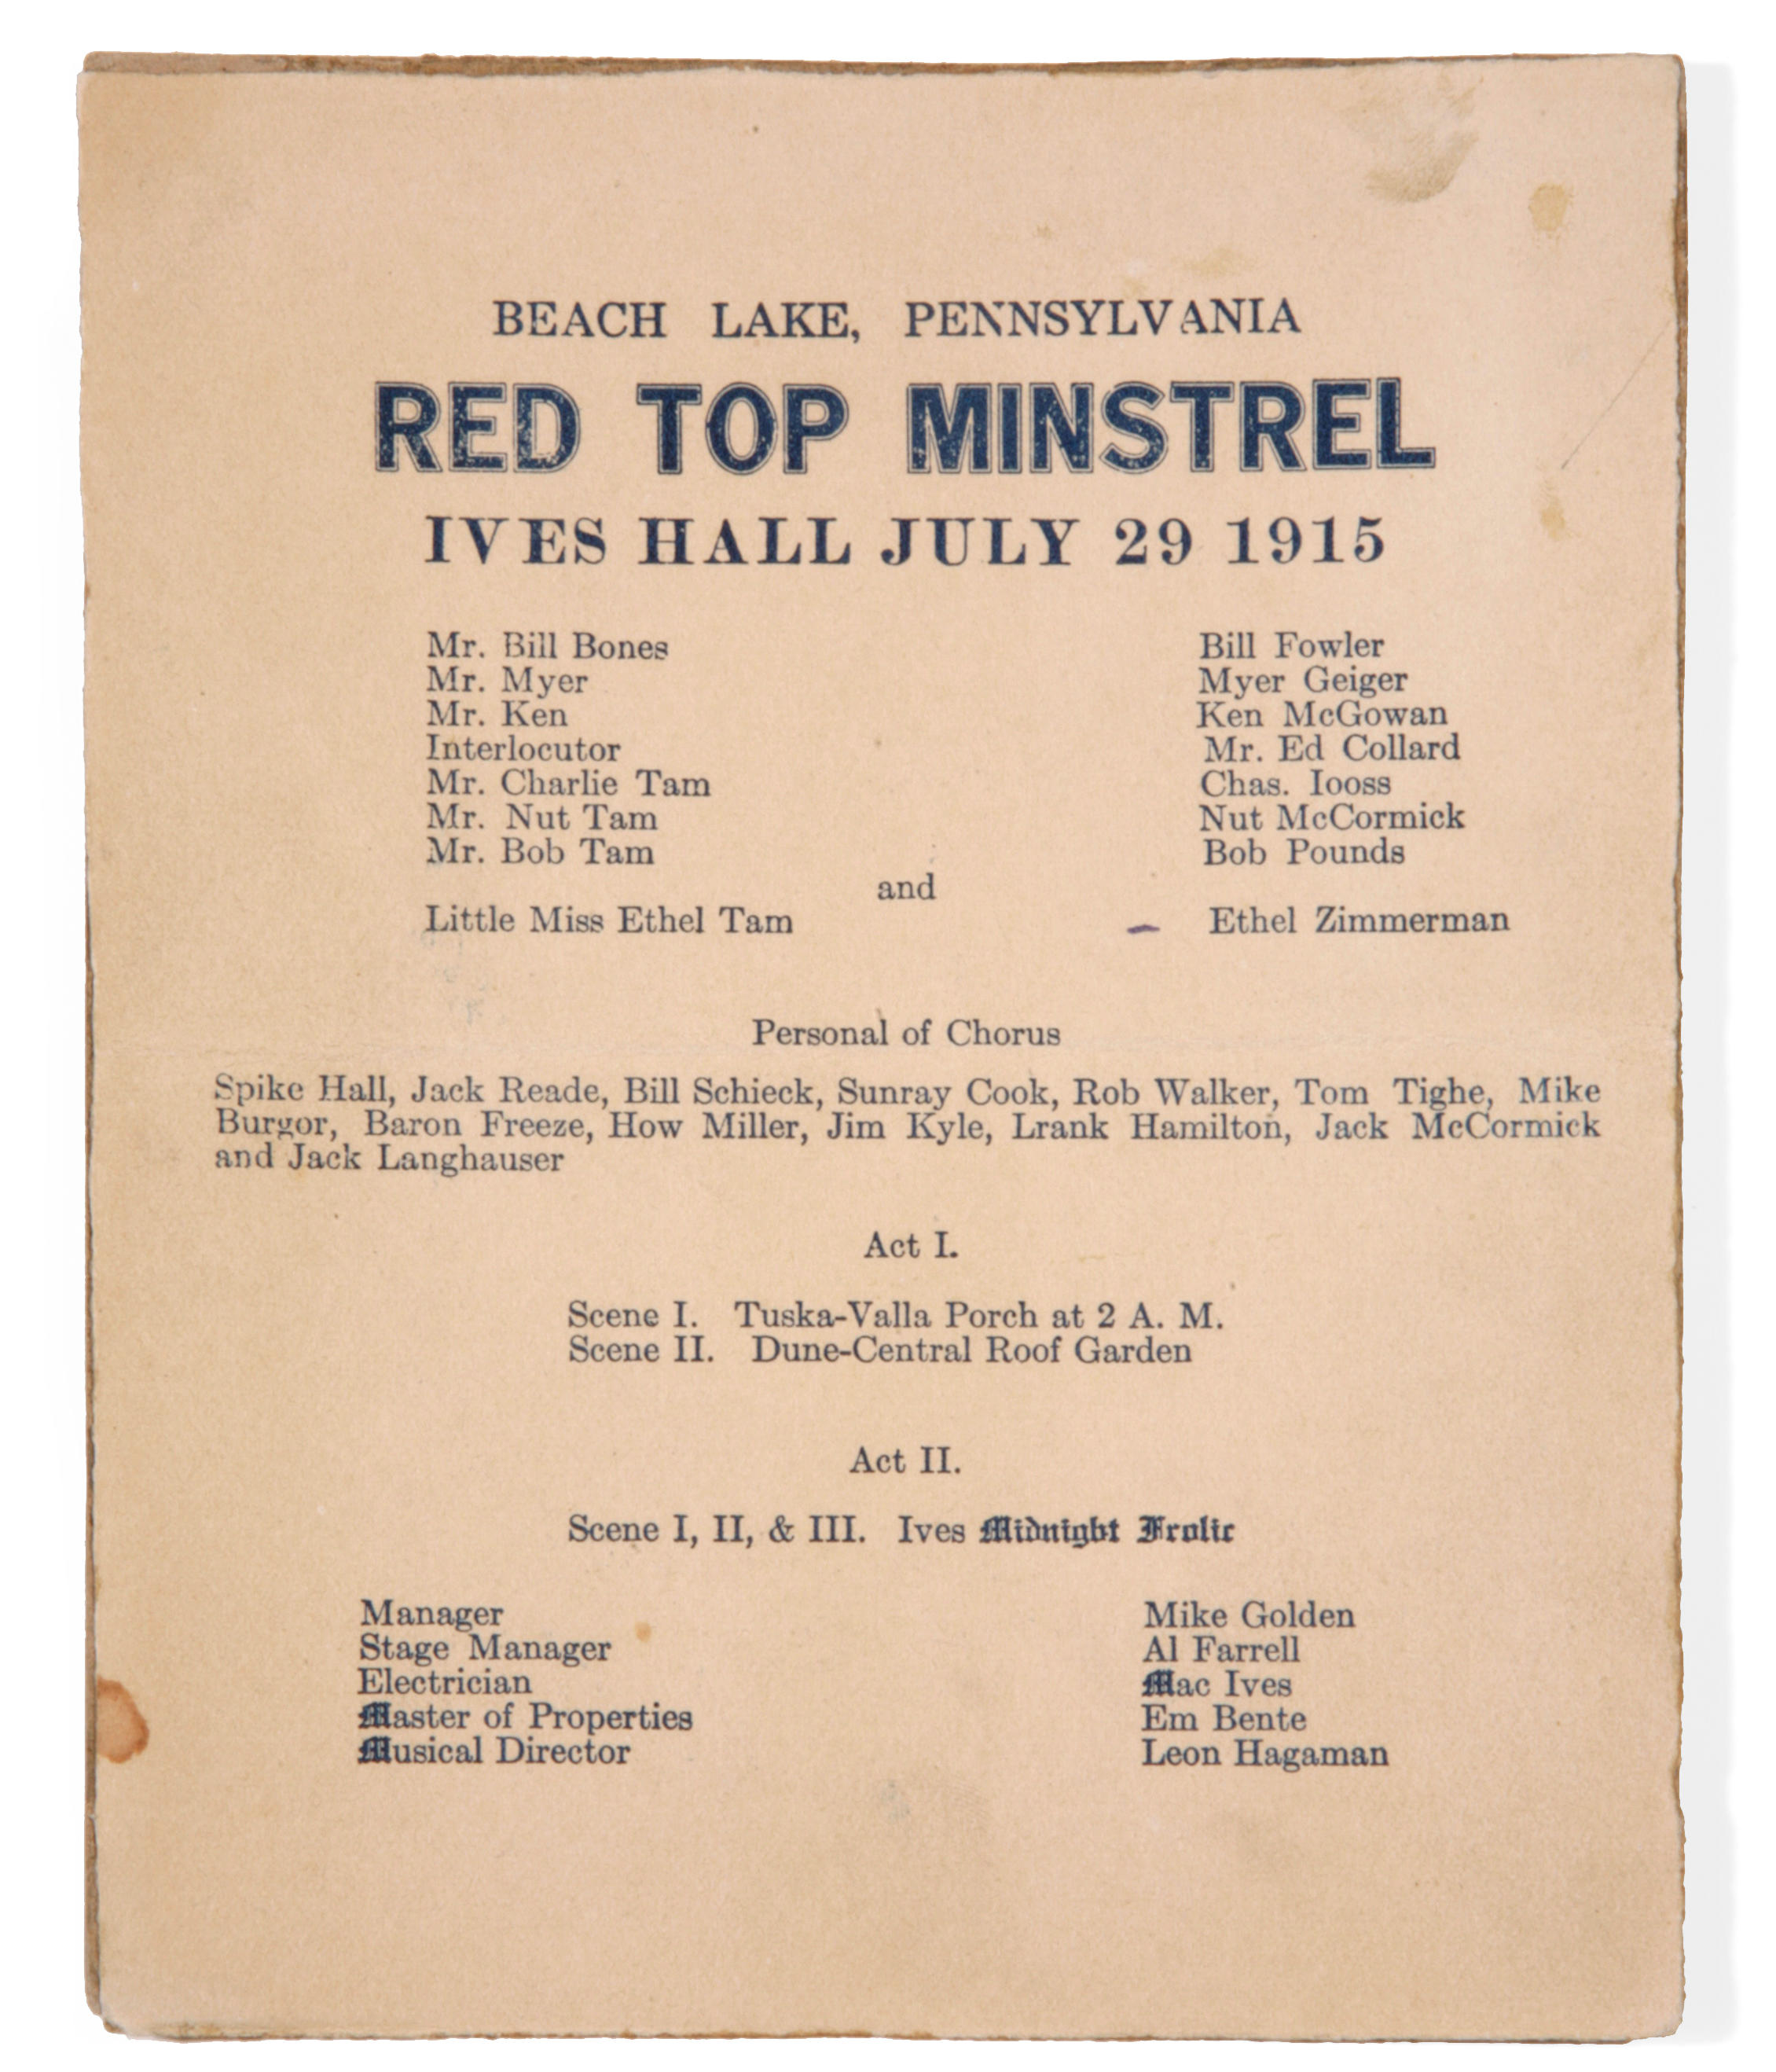 BEACH LAKE, PENNSYLVANIA
RED TOP MINSTREL
IVES HALL JULY 29 1915
Mr. Bill Bones Bill Fowler
Mr. Myer Myer Geiger
Mr. Ken Ken McGowan
Interlocutor Mr. Ed Collard
Mr. Charlie Tam Chas. Iooss
Mr. Nut Tam Nut McCormick
Mr. Bob Tam Bob Pounds
and
Little Miss Ethel Tam - Ethel Zimmerman
Personal of Chorus
Spike Hall, Jack Reade, Bill Schieck, Sunray Cook, Rob Walker, Tom Tighe, Mike
Burgor, Baron Freeze, How Miller, Jim Kyle, Lrank Hamilton, Jack McCormick
and Jack Langhauser
Act I.
Scene I. Tuska-Valla Porch at 2 A. M.
Scene II. Dune-Central Roof Garden
Act II.
Scene I, II, & III. Ives Midnight Frolic
Manager Mike Golden
Stage Manager Al Farrell
Electrician Mac Ives
Master of Properties Em Bente
Musical Director Leon Hagaman